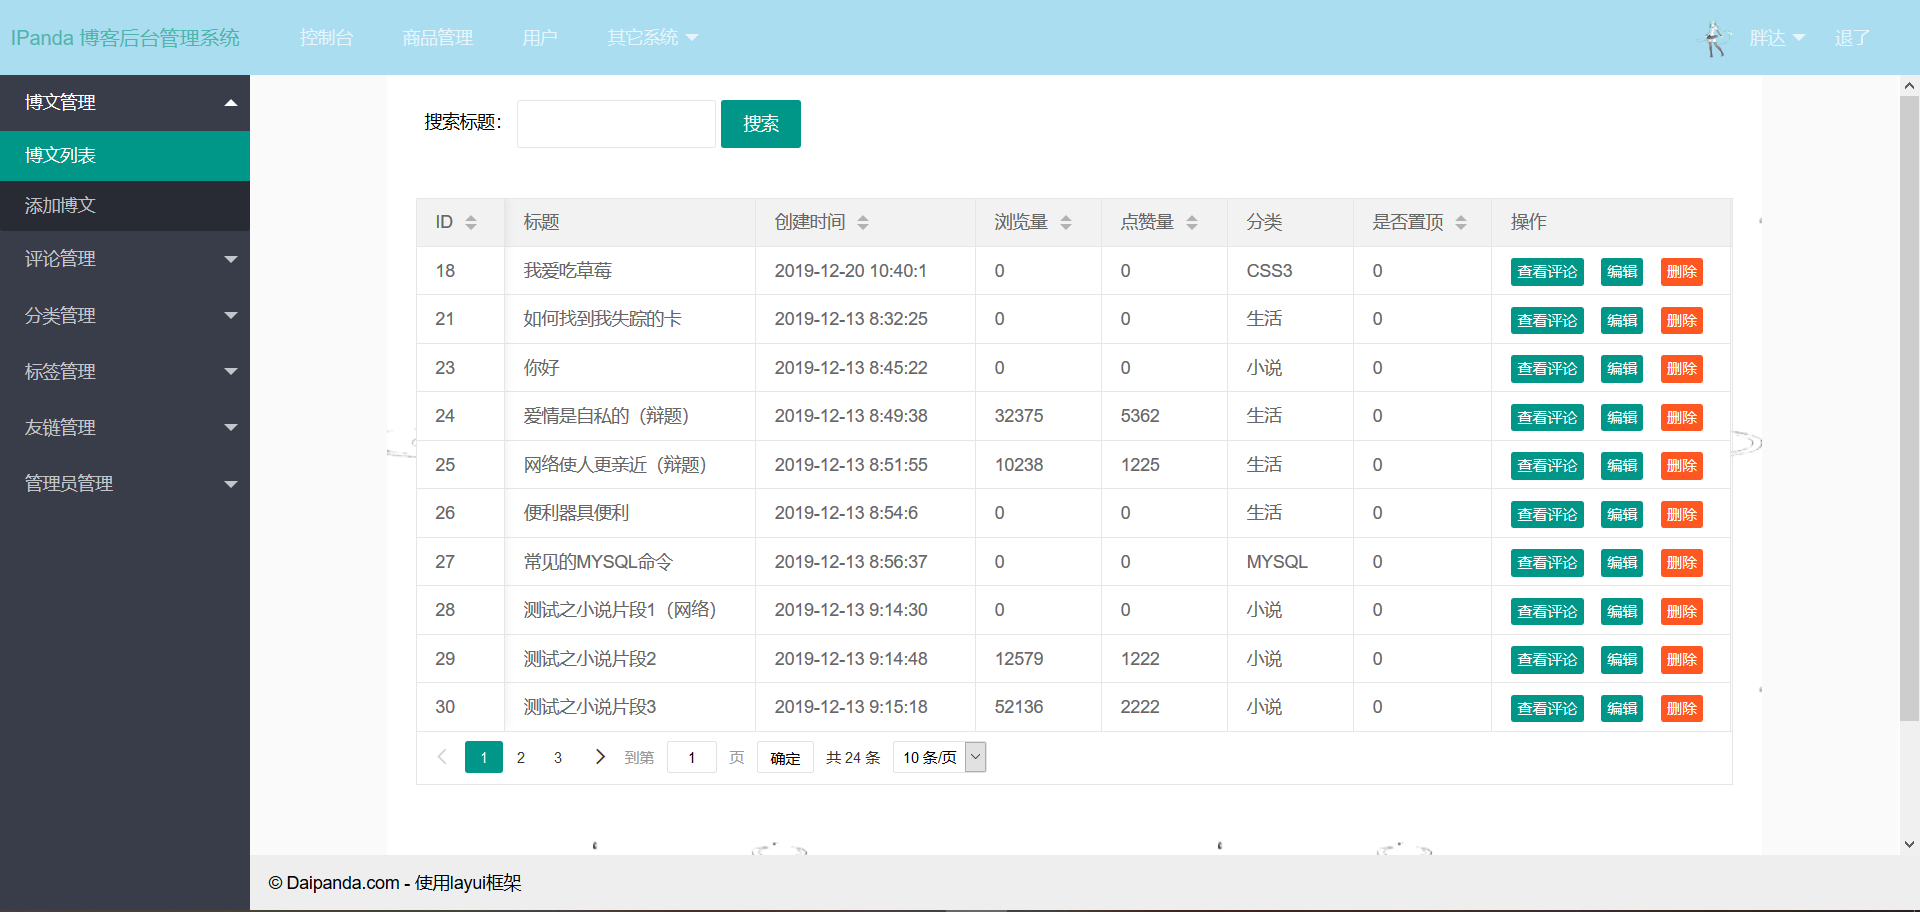 IPanda 博客后台管理系统 控制台 商品管理 用户 其它系统 胖达 退了
博文管理
博文列表
添加博文
评论管理
分类管理
标签管理
友链管理
管理员管理
搜索标题： 搜索
ID 标题 创建时间 浏览量 点赞量 分类 是否置顶 操作
18 我爱吃草莓 2019-12-20 10:40:1 0 0 CSS3 0 查看评论 编辑 删除
21 如何找到我失踪的卡 2019-12-13 8:32:25 0 0 生活 0 查看评论 编辑 删除
23 你好 2019-12-13 8:45:22 0 0 小说 0 查看评论 编辑 删除
24 爱情是自私的（辩题） 2019-12-13 8:49:38 32375 5362 生活 0 查看评论 编辑 删除
25 网络使人更亲近（辩题） 2019-12-13 8:51:55 10238 1225 生活 0 查看评论 编辑 删除
26 便利器具便利 2019-12-13 8:54:6 0 0 生活 0 查看评论 编辑 删除
27 常见的MYSQL命令 2019-12-13 8:56:37 0 0 MYSQL 0 查看评论 编辑 删除
28 测试之小说片段1（网络） 2019-12-13 9:14:30 0 0 小说 0 查看评论 编辑 删除
29 测试之小说片段2 2019-12-13 9:14:48 12579 1222 小说 0 查看评论 编辑 删除
30 测试之小说片段3 2019-12-13 9:15:18 52136 2222 小说 0 查看评论 编辑 删除
1 2 3 到第 1 页 确定 共 24 条 10 条/页
© Daipanda.com - 使用layui框架